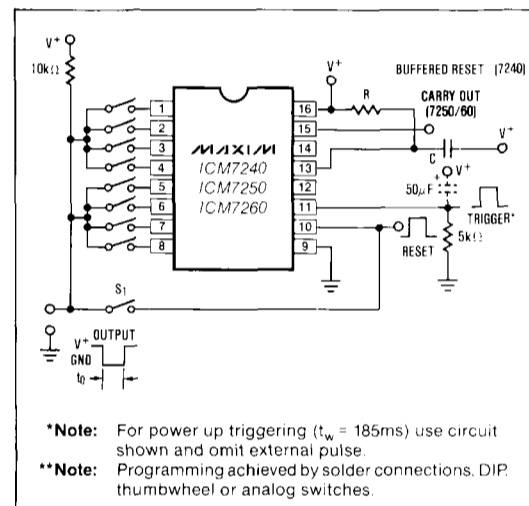 V+
10kΩ
V+
R
BUFFERED RESET (7240)
CARRY OUT
(7250/60)
V+
C
V+
50μF
+
TRIGGER*
5kΩ
RESET
MAXIM
ICM7240
ICM7250
ICM7260
1
2
3
4
5
6
7
8
16
15
14
13
12
11
10
9
S1
OUTPUT
V+
GND
to
*Note: For power up triggering (tw = 185ms) use circuit
shown and omit external pulse.
**Note: Programming achieved by solder connections. DIP.
thumbwheel or analog switches.